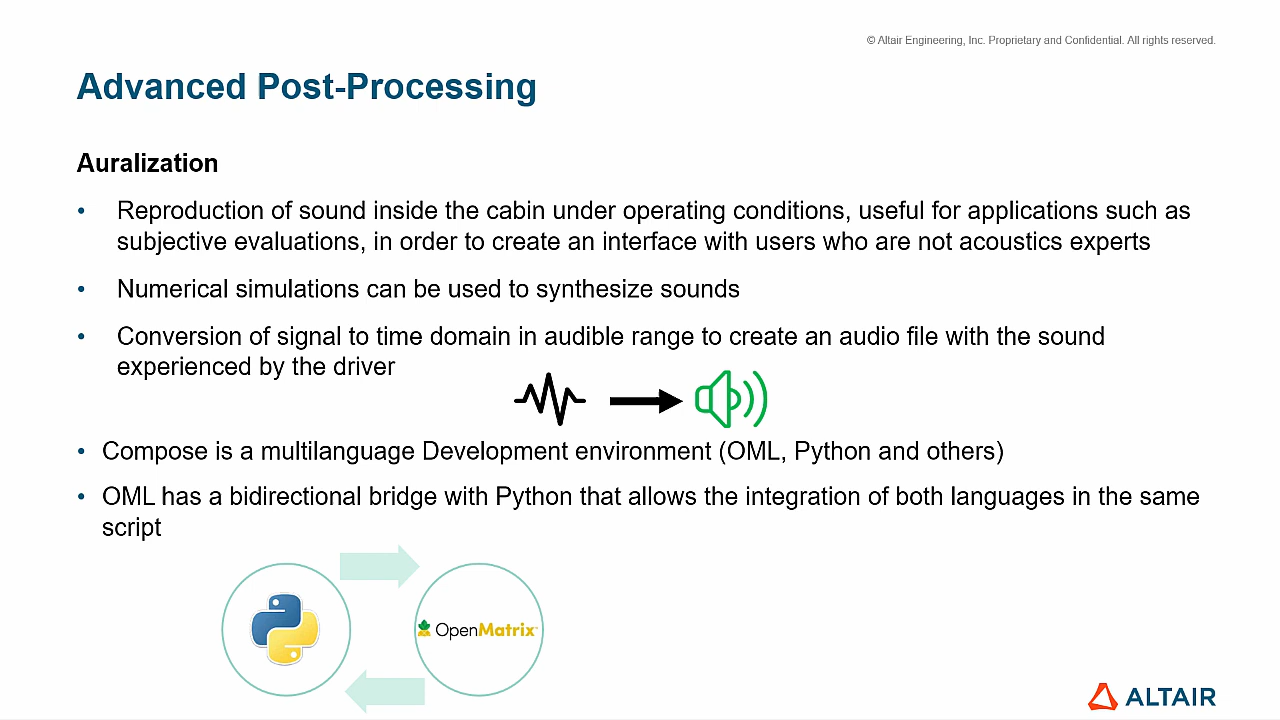 © Altair Engineering, Inc. Proprietary and Confidential. All rights reserved.
Advanced Post-Processing
Auralization
• Reproduction of sound inside the cabin under operating conditions, useful for applications such as
subjective evaluations, in order to create an interface with users who are not acoustics experts
• Numerical simulations can be used to synthesize sounds
• Conversion of signal to time domain in audible range to create an audio file with the sound
experienced by the driver
• Compose is a multilanguage Development environment (OML, Python and others)
• OML has a bidirectional bridge with Python that allows the integration of both languages in the same
script
OpenMatrix
ALTAIR